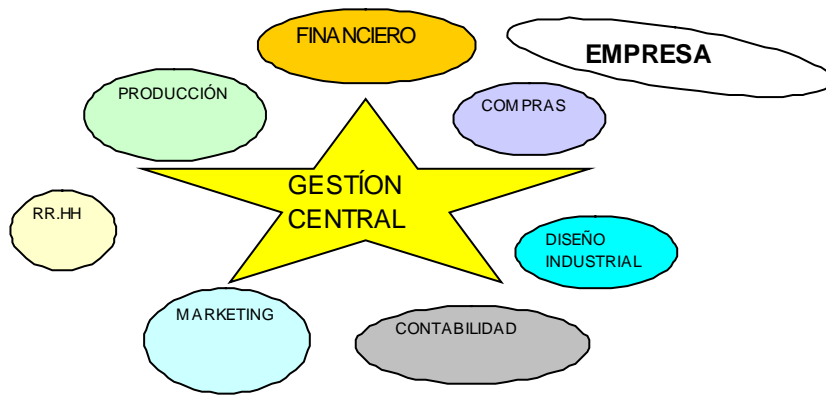 FINANCIERO
EMPRESA
PRODUCCIÓN
COMPRAS
GESTÍON
CENTRAL
RR.HH
DISEÑO
INDUSTRIAL
MARKETING
CONTABILIDAD